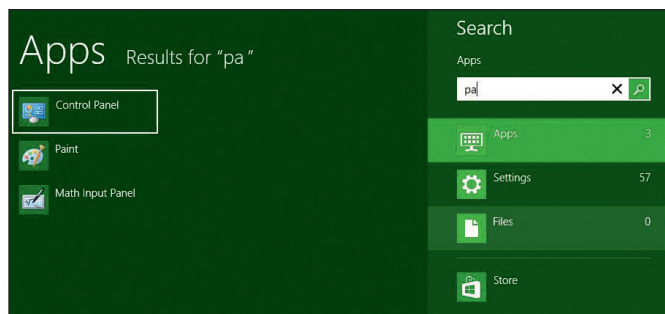 Apps Results for "pa"
Control Panel
Paint
Math Input Panel
Search
Apps
pa
Apps 3
Settings 57
Files 0
Store